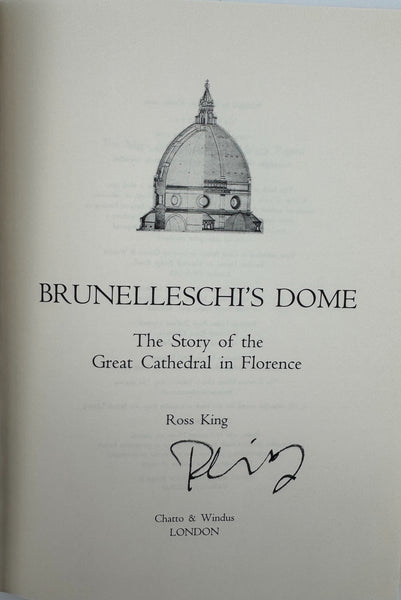 BRUNELLESCHI'S DOME
The Story of the
Great Cathedral in Florence
Ross King
Chatto & Windus
LONDON